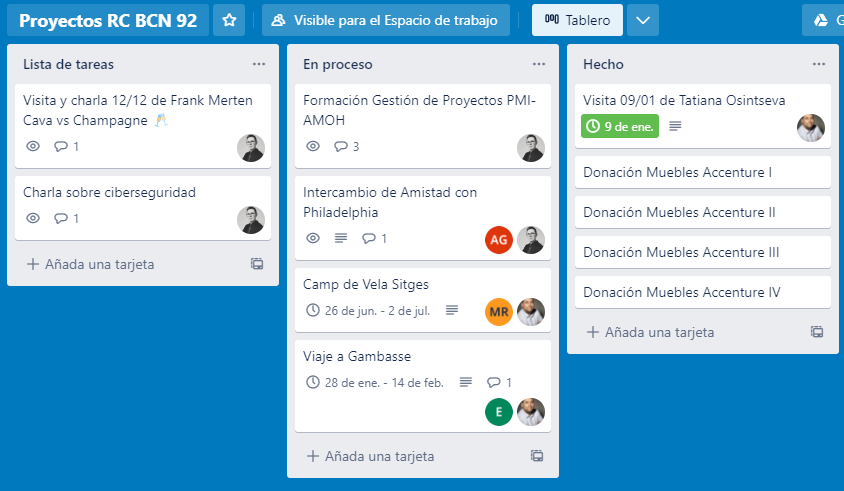 Proyectos RC BCN 92
Visible para el Espacio de trabajo
Tablero
G
Lista de tareas
Visita y charla 12/12 de Frank Merten
Cava vs Champagne 🥂
1
Charla sobre ciberseguridad
1
Añada una tarjeta
En proceso
Formación Gestión de Proyectos PMI-
AMOH
3
Intercambio de Amistad con
Philadelphia
1
AG
Camp de Vela Sitges
26 de jun. - 2 de jul.
MR
Viaje a Gambasse
28 de ene. - 14 de feb.
1
E
Añada una tarjeta
Hecho
Visita 09/01 de Tatiana Osintseva
9 de ene.
Donación Muebles Accenture I
Donación Muebles Accenture II
Donación Muebles Accenture III
Donación Muebles Accenture IV
Añada una tarjeta